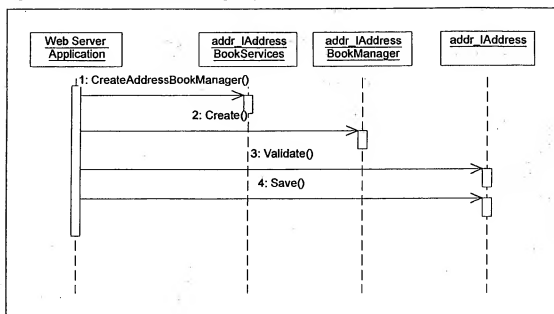 Web Server
Application
addr_IAddress
BookServices
addr_IAddress
BookManager
addr_IAddress
1: CreateAddressBookManager()
2: Create()
3: Validate()
4: Save()